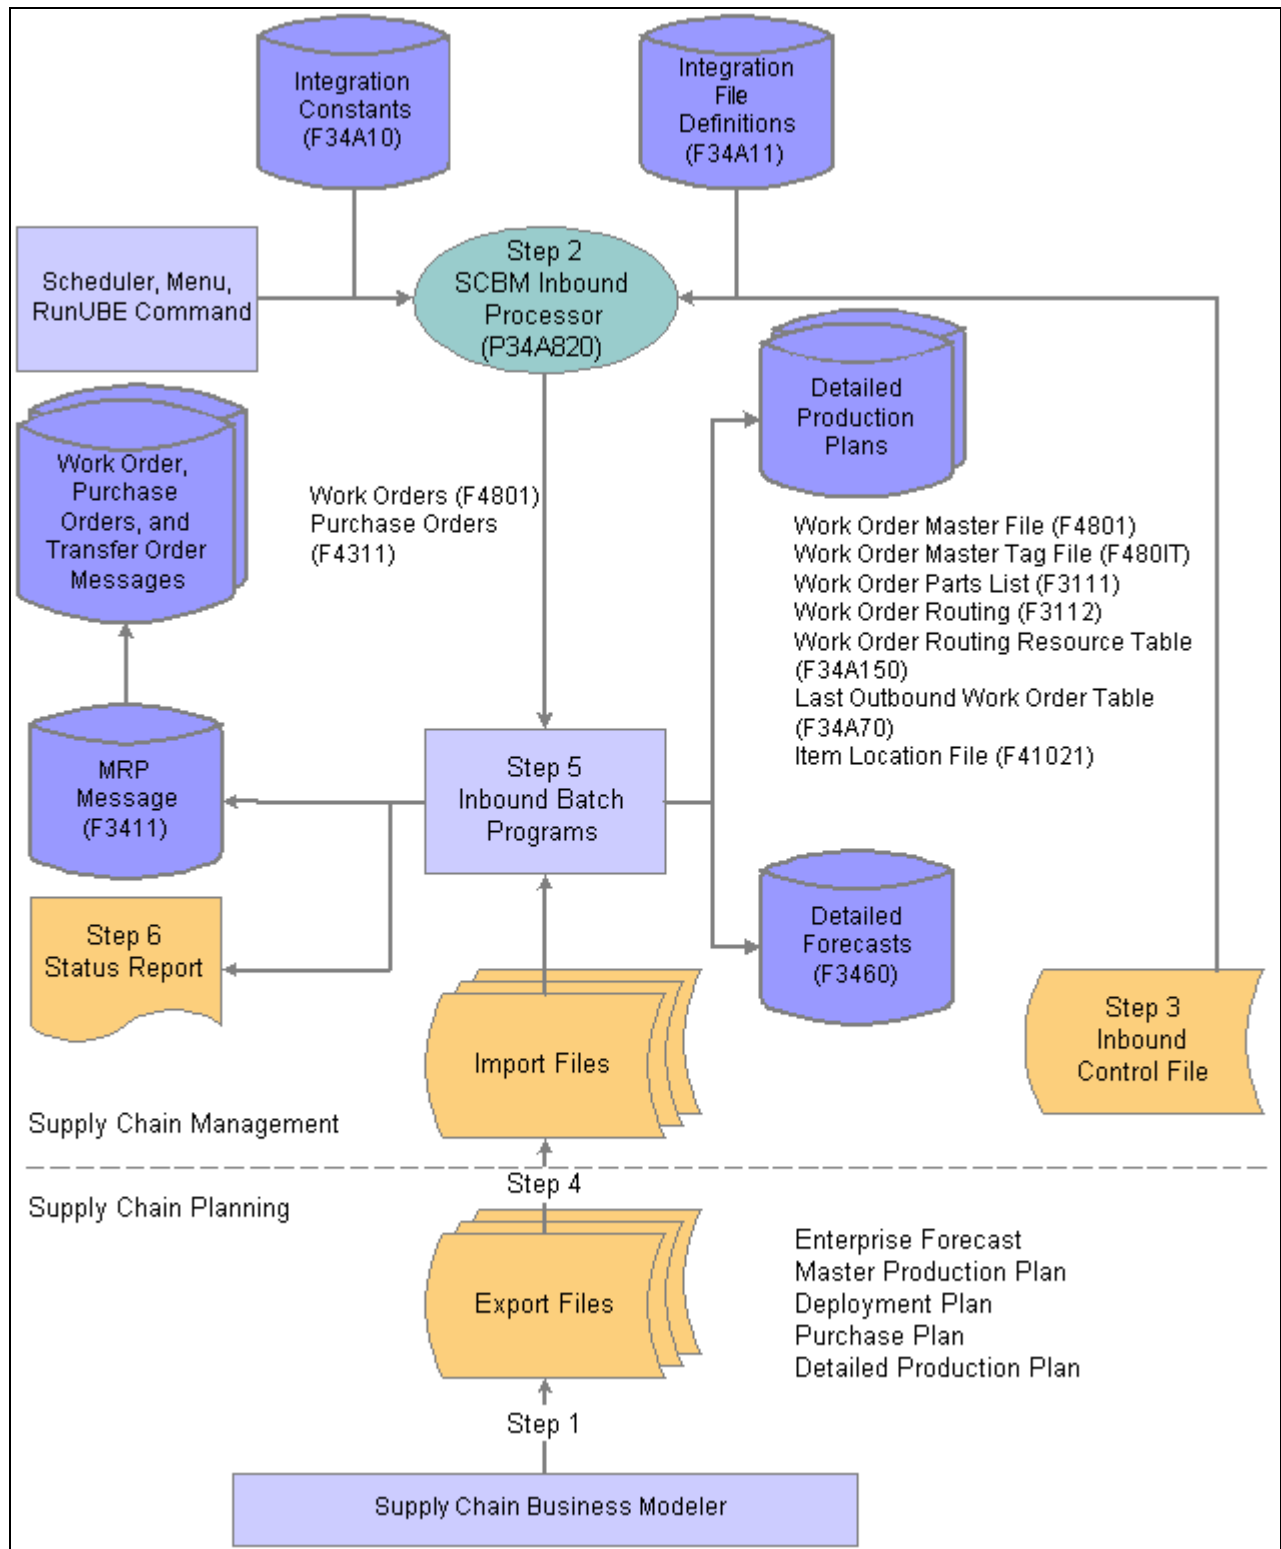 Integration
Constants
(F34A10)
Integration
File
Definitions
(F34A11)
Scheduler, Menu,
RunUBE Command
Step 2
SCBM Inbound
Processor
(P34A820)
Detailed
Production
Plans
Work Order,
Purchase
Orders, and
Transfer Order
Messages
Work Orders (F4801)
Purchase Orders
(F4311)
Work Order Master File (F4801)
Work Order Master Tag File (F480IT)
Work Order Parts List (F3111)
Work Order Routing (F3112)
Work Order Routing Resource Table
(F34A150)
Last Outbound Work Order Table
(F34A70)
Item Location File (F41021)
MRP
Message
(F3411)
Step 5
Inbound Batch
Programs
Step 6
Status Report
Detailed
Forecasts
(F3460)
Step 3
Inbound
Control File
Import Files
Supply Chain Management
Step 4
Supply Chain Planning
Export Files
Enterprise Forecast
Master Production Plan
Deployment Plan
Purchase Plan
Detailed Production Plan
Step 1
Supply Chain Business Modeler